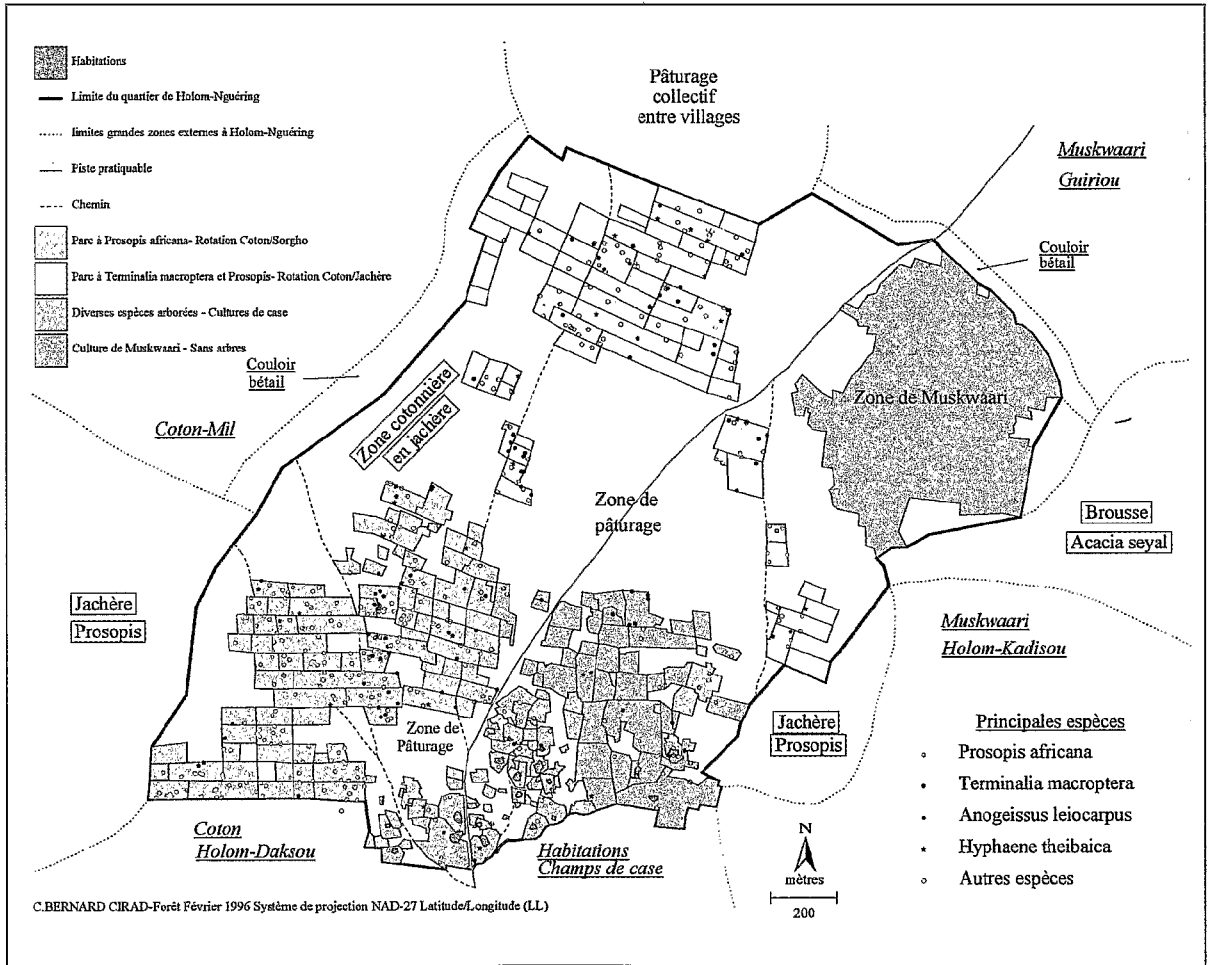 Habitations
Limite du quartier de Holom-Nguéring
limites grandes zones externes à Holom-Nguéring
Piste pratiquable
Chemin
Parc à Prosopis africana- Rotation Coton/Sorgho
Parc à Terminalia macroptera et Prosopis- Rotation Coton/Jachère
Diverses espèces arborées - Cultures de case
Culture de Muskwaari - Sans arbres
Pâturage
collectif
entre villages
Muskwaari
Guiriou
Couloir
bétail
Couloir
bétail
Coton-Mil
Zone cotonnière
en jachère
Zone de Muskwaari
Zone de
pâturage
Brousse
Acacia seyal
Jachère
Prosopis
Muskwaari
Holom-Kadisou
Zone de
Pâturage
Jachère
Prosopis
Coton
Holom-Daksou
Habitations
Champs de case
N
mètres
200
Principales espèces
Prosopis africana
Terminalia macroptera
Anogeissus leiocarpus
Hyphaene theibaica
Autres espèces
C.BERNARD CIRAD-Forêt Février 1996 Système de projection NAD-27 Latitude/Longitude (LL)